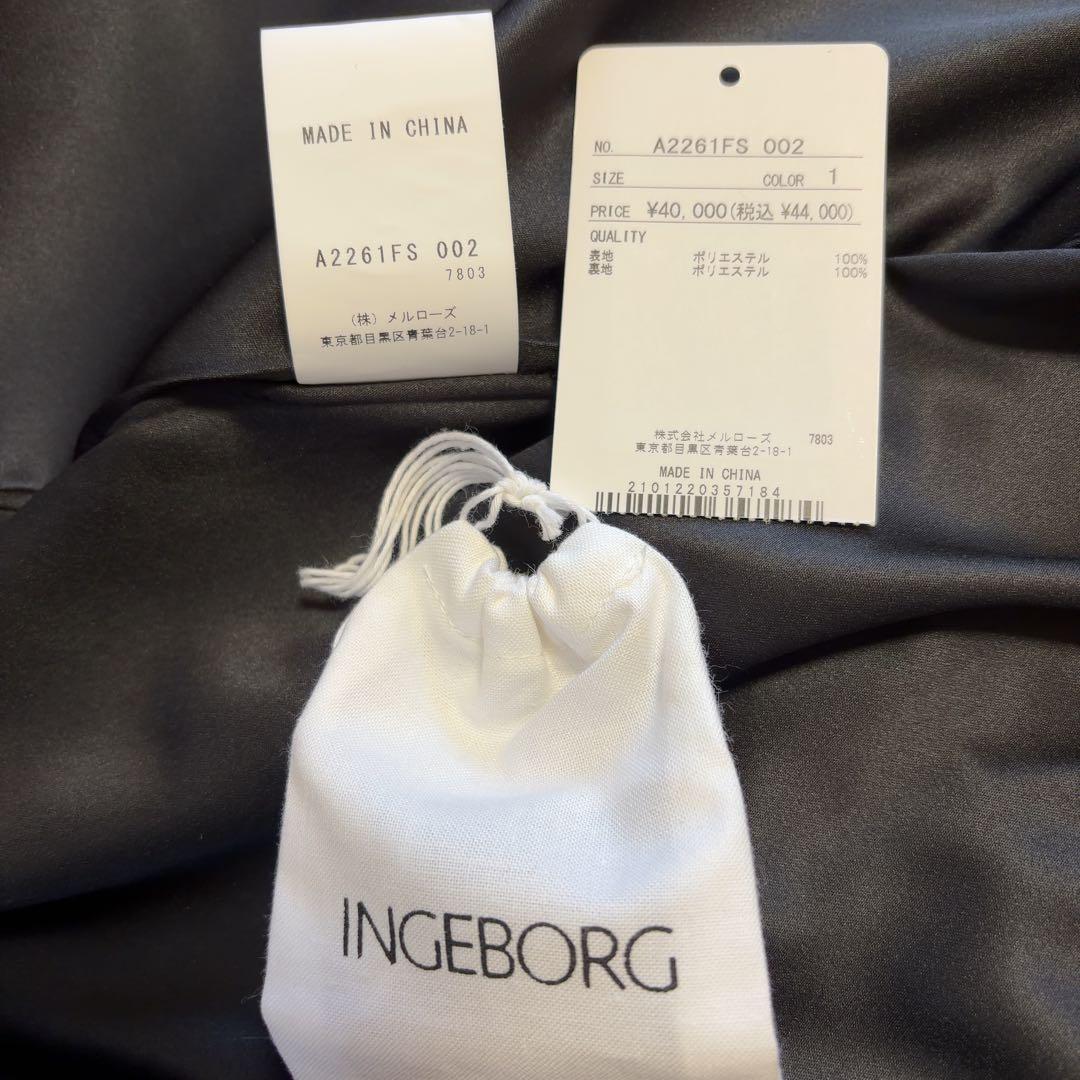 MADE IN CHINA
A2261FS 002
7803
(株) メルローズ
東京都目黒区青葉台2-18-1
NO. A2261FS 002
SIZE COLOR 1
PRICE ¥40,000(税込 ¥44,000)
QUALITY
表地 ポリエステル 100%
裏地 ポリエステル 100%
株式会社メルローズ 7803
東京都目黒区青葉台2-18-1
MADE IN CHINA
2101220357184
INGEBORG